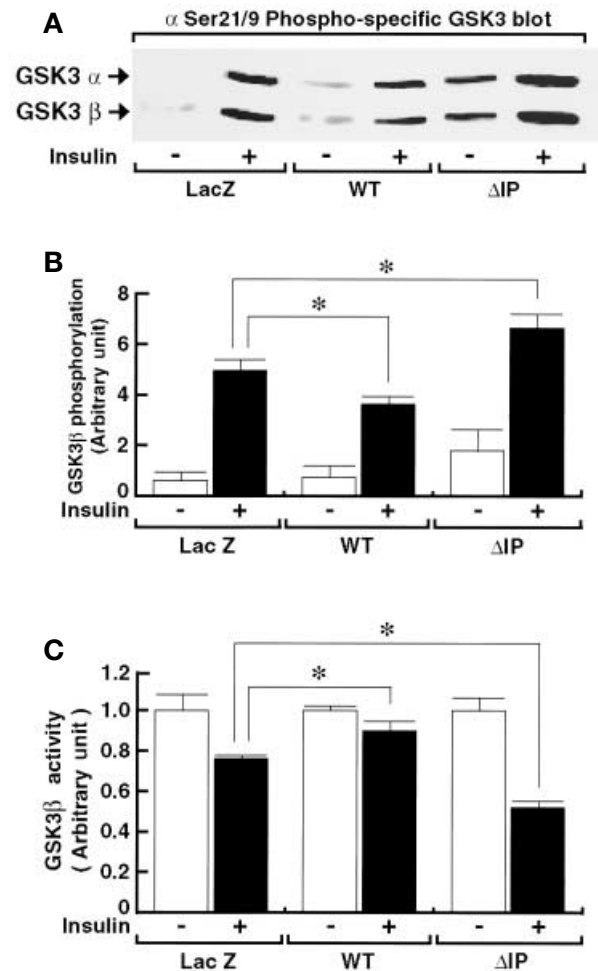 A
α Ser21/9 Phospho-specific GSK3 blot
GSK3 α
GSK3 β
Insulin - + - + - +
LacZ WT ΔIP
B
GSK3β phosphorylation
(Arbitrary unit)
8
6
4
2
0
*
*
Insulin - + - + - +
Lac Z WT ΔIP
C
GSK3β activity
( Arbitrary unit )
1.2
1.0
0.8
0.6
0.4
0.2
0
*
*
Insulin - + - + - +
Lac Z WT ΔIP